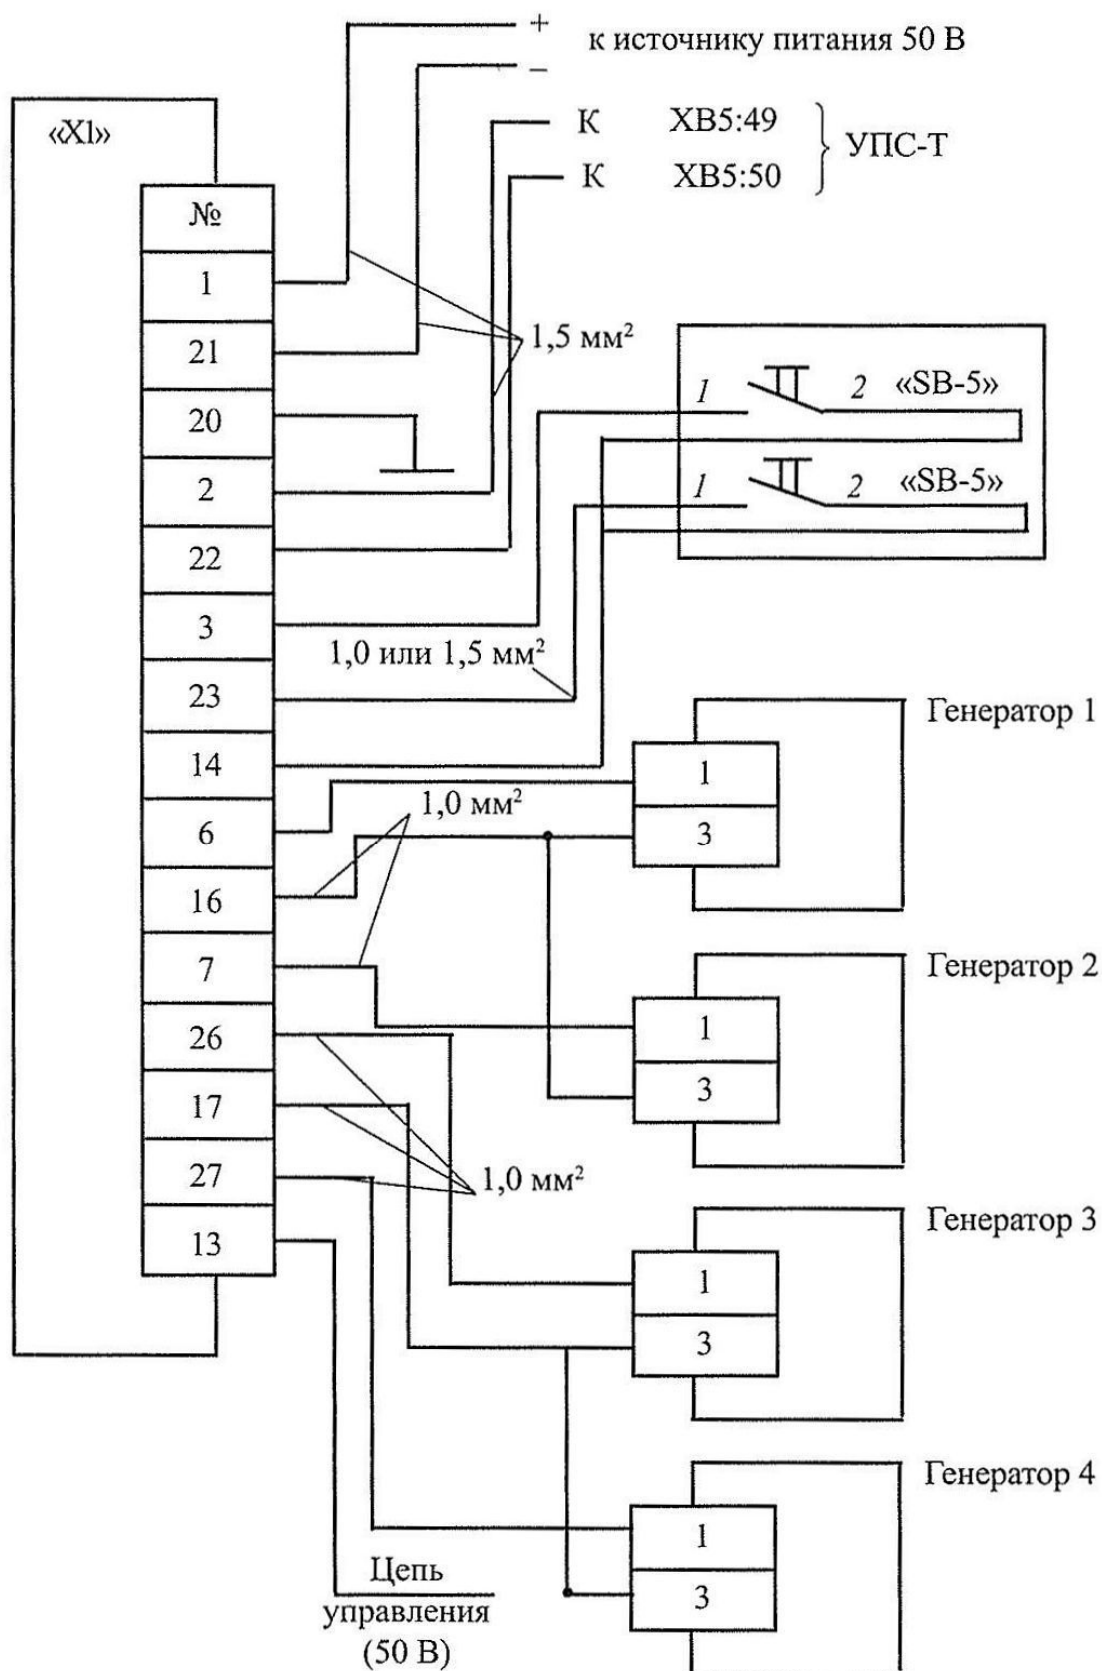 +
к источнику питания 50 В
–
«X1»
К ХВ5:49
УПС-Т
К ХВ5:50
№
1
21
1,5 мм²
20
2
22
3
23
14
6
16
7
26
17
27
13
1 2 «SB-5»
1 2 «SB-5»
1,0 или 1,5 мм²
Генератор 1
1
3
1,0 мм²
Генератор 2
1
3
1,0 мм²
Генератор 3
1
3
Генератор 4
1
3
Цепь
управления
(50 В)